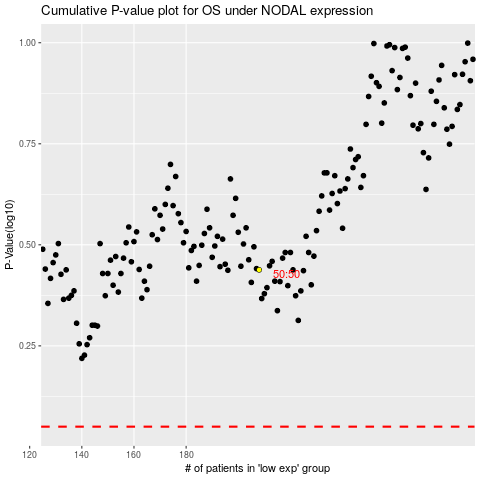 Cumulative P-value plot for OS under NODAL expression
1.00
0.75
P-Value(log10)
0.50
50:50
0.25
120 140 160 180
# of patients in 'low exp' group